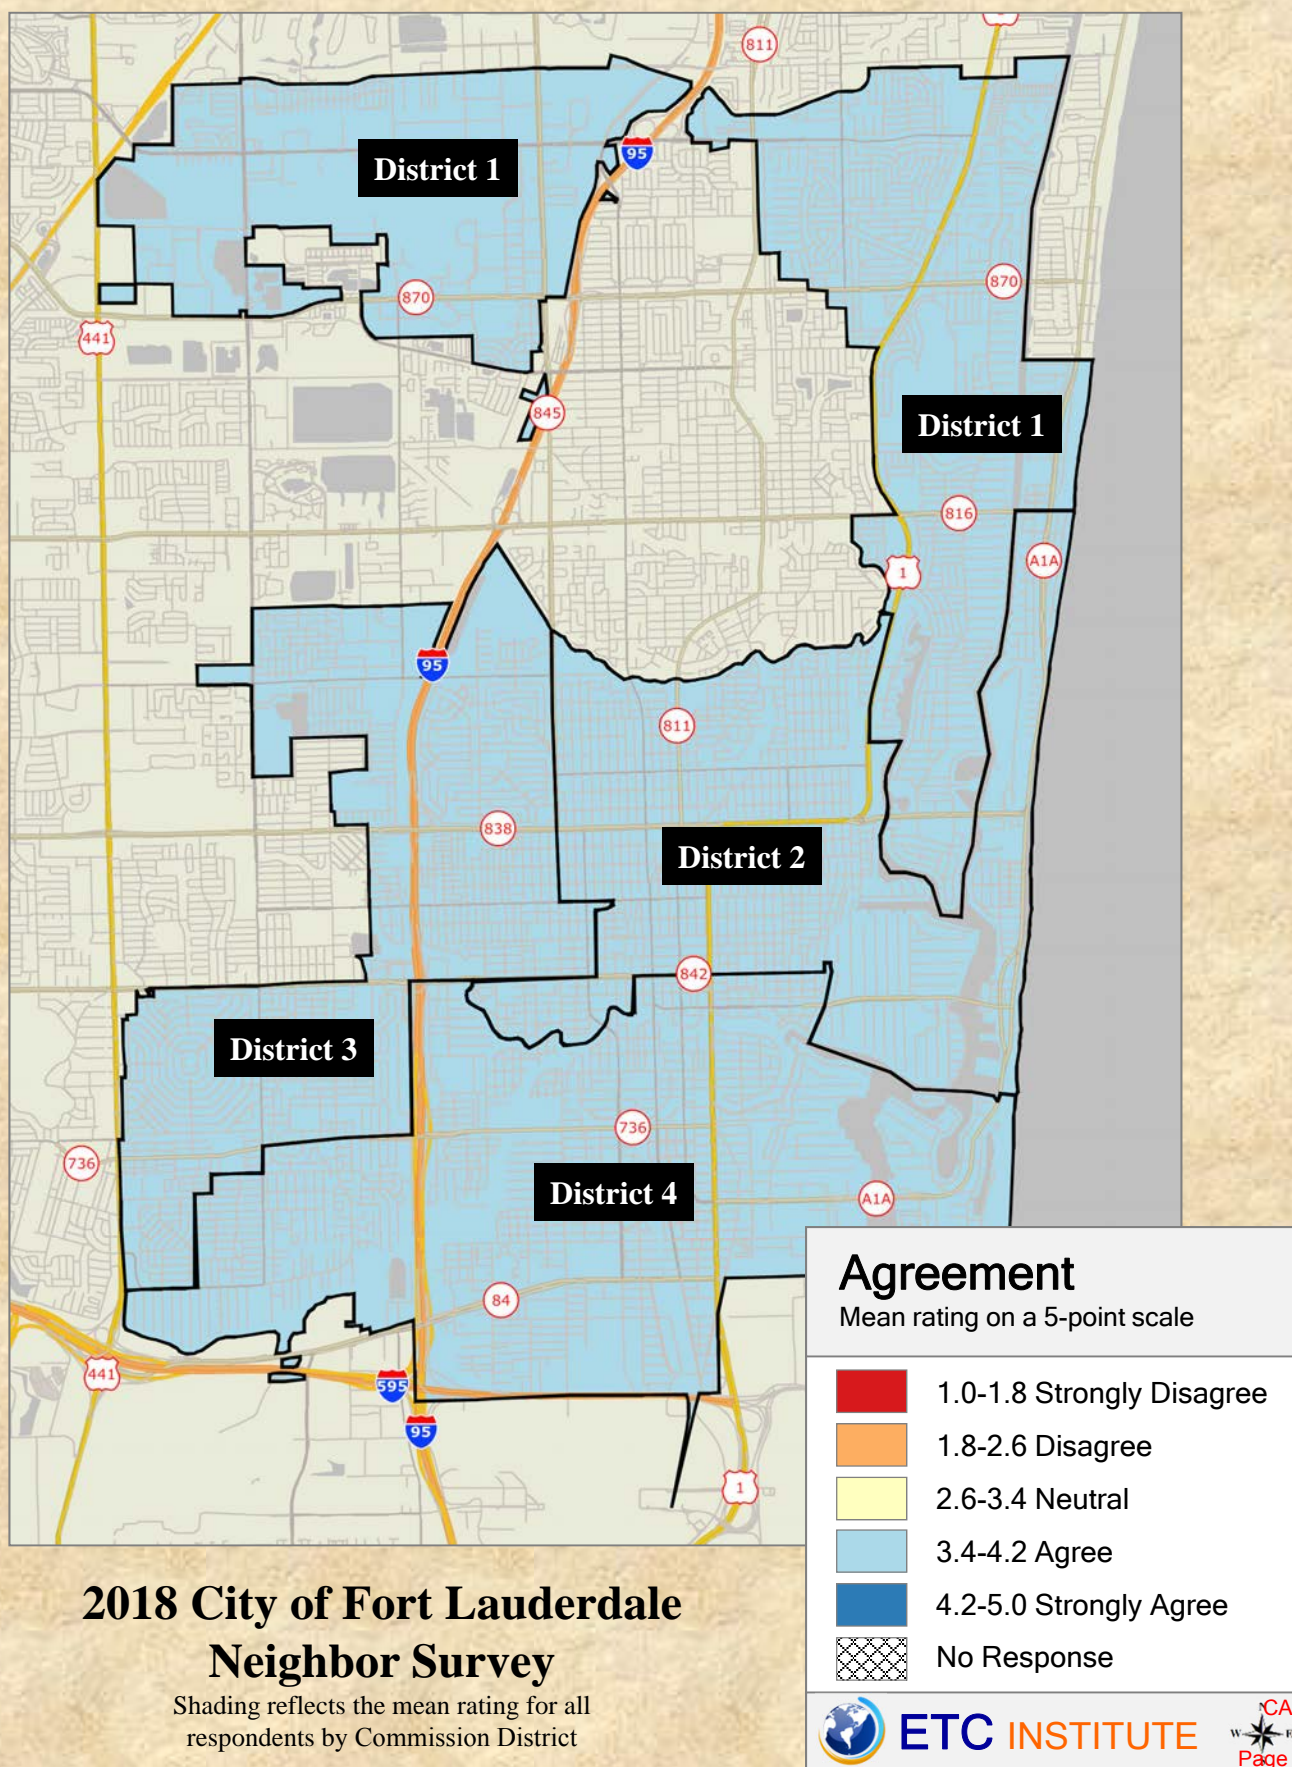 811
District 1
95
870
870
441
845
District 1
816
A1A
1
95
811
838
District 2
842
District 3
736
736
District 4
A1A
84
441
595
95
1
Agreement
Mean rating on a 5-point scale
1.0-1.8 Strongly Disagree
1.8-2.6 Disagree
2.6-3.4 Neutral
3.4-4.2 Agree
4.2-5.0 Strongly Agree
No Response
2018 City of Fort Lauderdale
Neighbor Survey
Shading reflects the mean rating for all
respondents by Commission District
ETC INSTITUTE
CA
W E
Page